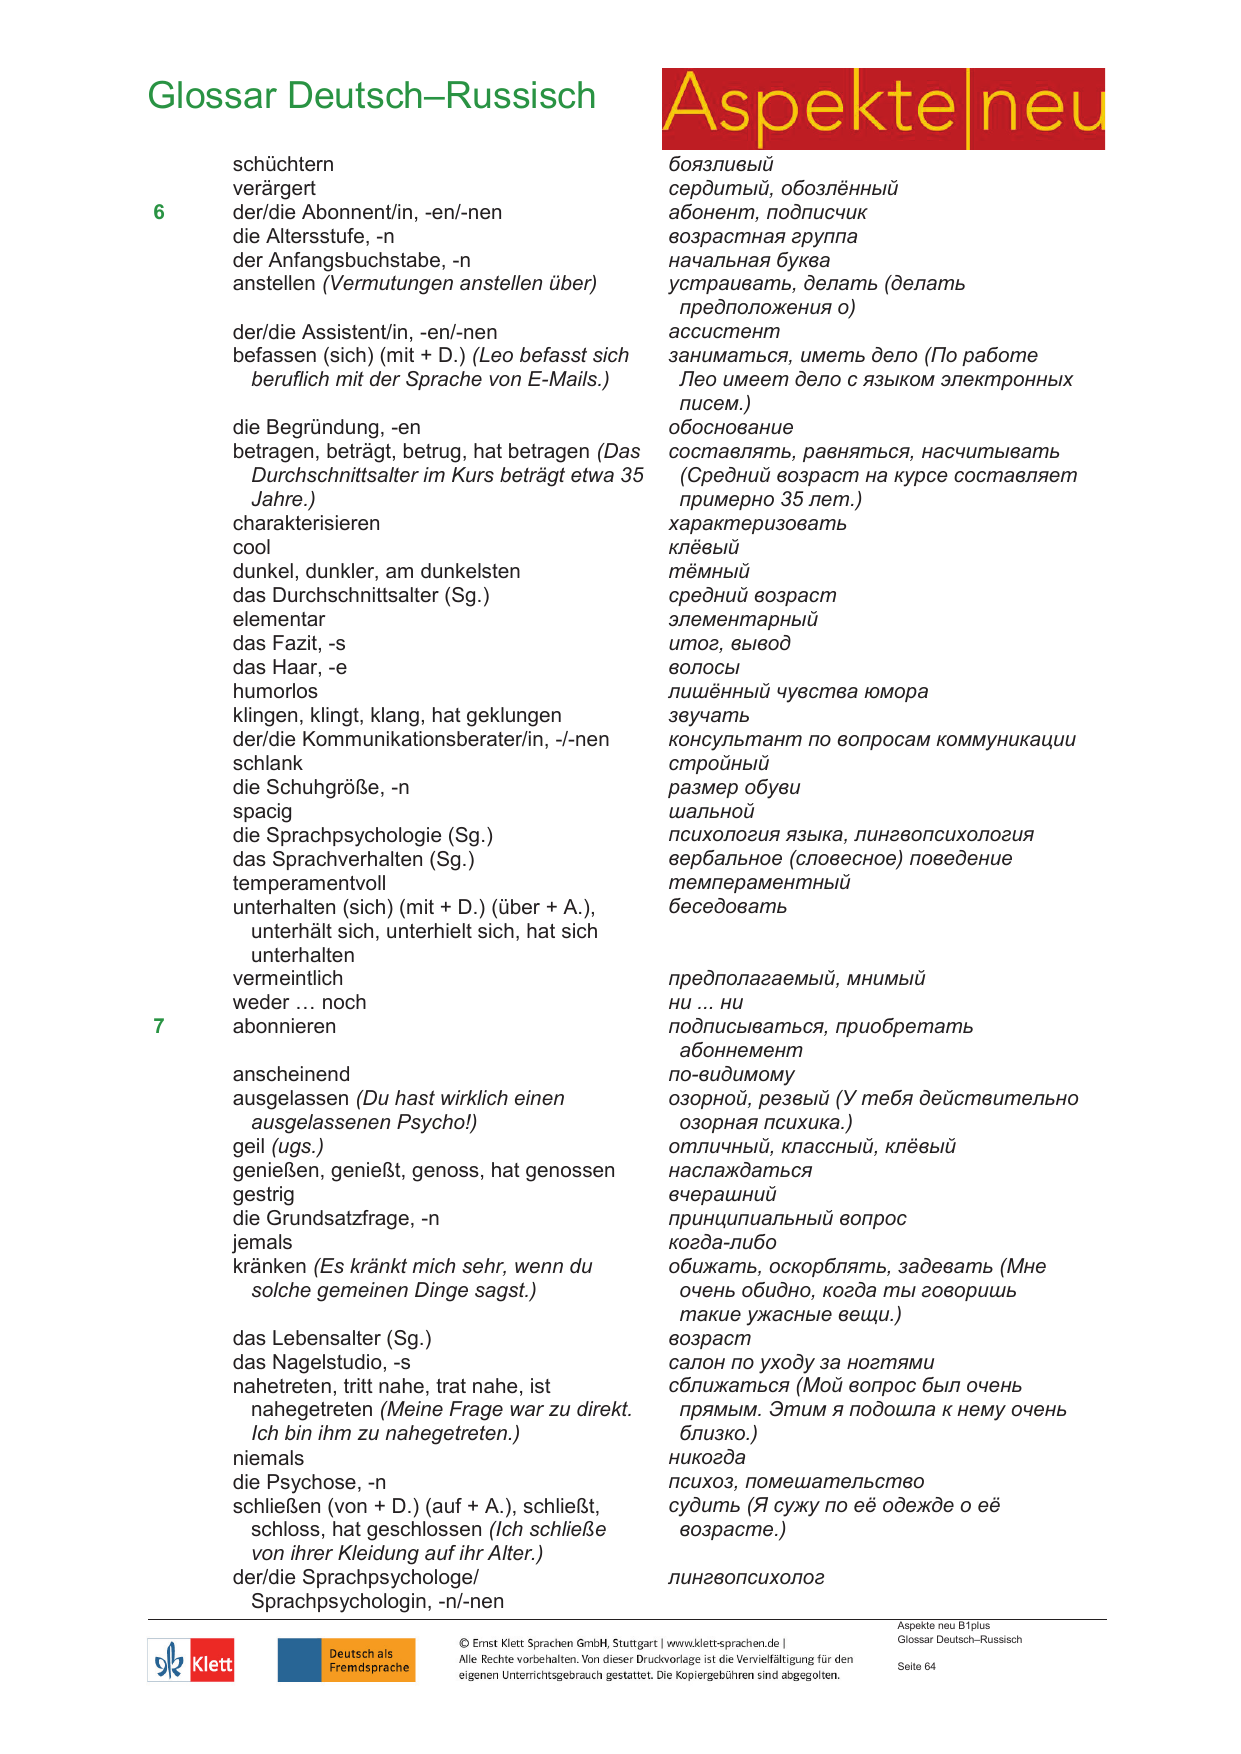 Glossar Deutsch–Russisch
Aspekte|neu
schüchtern боязливый
verärgert сердитый, обозлённый
6 der/die Abonnent/in, -en/-nen абонент, подписчик
die Altersstufe, -n возрастная группа
der Anfangsbuchstabe, -n начальная буква
anstellen (Vermutungen anstellen über) устраивать, делать (делать
предположения о)
der/die Assistent/in, -en/-nen ассистент
befassen (sich) (mit + D.) (Leo befasst sich заниматься, иметь дело (По работе
beruflich mit der Sprache von E-Mails.) Лео имеет дело с языком электронных
писем.)
die Begründung, -en обоснование
betragen, beträgt, betrug, hat betragen (Das составлять, равняться, насчитывать
Durchschnittsalter im Kurs beträgt etwa 35 (Средний возраст на курсе составляет
Jahre.) примерно 35 лет.)
charakterisieren характеризовать
cool клёвый
dunkel, dunkler, am dunkelsten тёмный
das Durchschnittsalter (Sg.) средний возраст
elementar элементарный
das Fazit, -s итог, вывод
das Haar, -e волосы
humorlos лишённый чувства юмора
klingen, klingt, klang, hat geklungen звучать
der/die Kommunikationsberater/in, -/-nen консультант по вопросам коммуникации
schlank стройный
die Schuhgröße, -n размер обуви
spacig шальной
die Sprachpsychologie (Sg.) психология языка, лингвопсихология
das Sprachverhalten (Sg.) вербальное (словесное) поведение
temperamentvoll темпераментный
unterhalten (sich) (mit + D.) (über + A.), беседовать
unterhält sich, unterhielt sich, hat sich
unterhalten
vermeintlich предполагаемый, мнимый
weder … noch ни ... ни
7 abonnieren подписываться, приобретать
абоннемент
anscheinend по-видимому
ausgelassen (Du hast wirklich einen озорной, резвый (У тебя действительно
ausgelassenen Psycho!) озорная психика.)
geil (ugs.) отличный, классный, клёвый
genießen, genießt, genoss, hat genossen наслаждаться
gestrig вчерашний
die Grundsatzfrage, -n принципиальный вопрос
jemals когда-либо
kränken (Es kränkt mich sehr, wenn du обижать, оскорблять, задевать (Мне
solche gemeinen Dinge sagst.) очень обидно, когда ты говоришь
такие ужасные вещи.)
das Lebensalter (Sg.) возраст
das Nagelstudio, -s салон по уходу за ногтями
nahetreten, tritt nahe, trat nahe, ist сближаться (Мой вопрос был очень
nahegetreten (Meine Frage war zu direkt. прямым. Этим я подошла к нему очень
Ich bin ihm zu nahegetreten.) близко.)
niemals никогда
die Psychose, -n психоз, помешательство
schließen (von + D.) (auf + A.), schließt, судить (Я сужу по её одежде о её
schloss, hat geschlossen (Ich schließe возрасте.)
von ihrer Kleidung auf ihr Alter.)
der/die Sprachpsychologe/ лингвопсихолог
Sprachpsychologin, -n/-nen
Klett
Deutsch als
Fremdsprache
© Ernst Klett Sprachen GmbH, Stuttgart | www.klett-sprachen.de |
Alle Rechte vorbehalten. Von dieser Druckvorlage ist die Vervielfältigung für den
eigenen Unterrichtsgebrauch gestattet. Die Kopiergebühren sind abgegolten.
Aspekte neu B1plus
Glossar Deutsch–Russisch
Seite 64